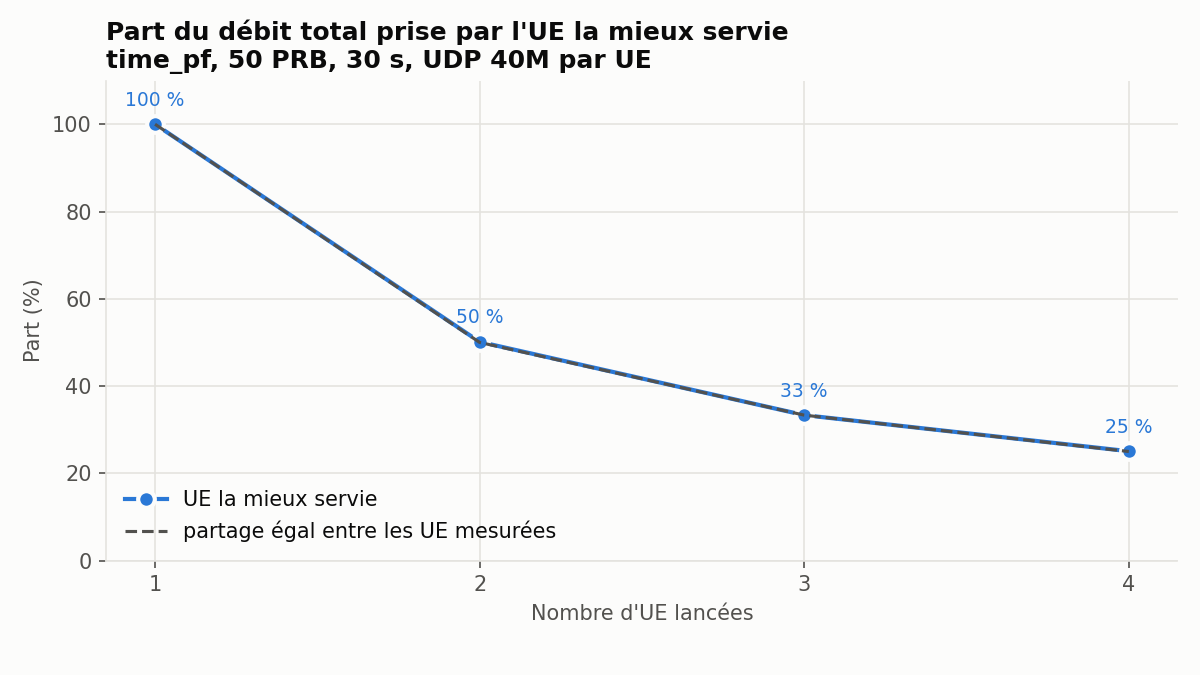 Part du débit total prise par l'UE la mieux servie
time_pf, 50 PRB, 30 s, UDP 40M par UE
100 %
50 %
33 %
25 %
Part (%)
100
80
60
40
20
0
UE la mieux servie
partage égal entre les UE mesurées
1 2 3 4
Nombre d'UE lancées